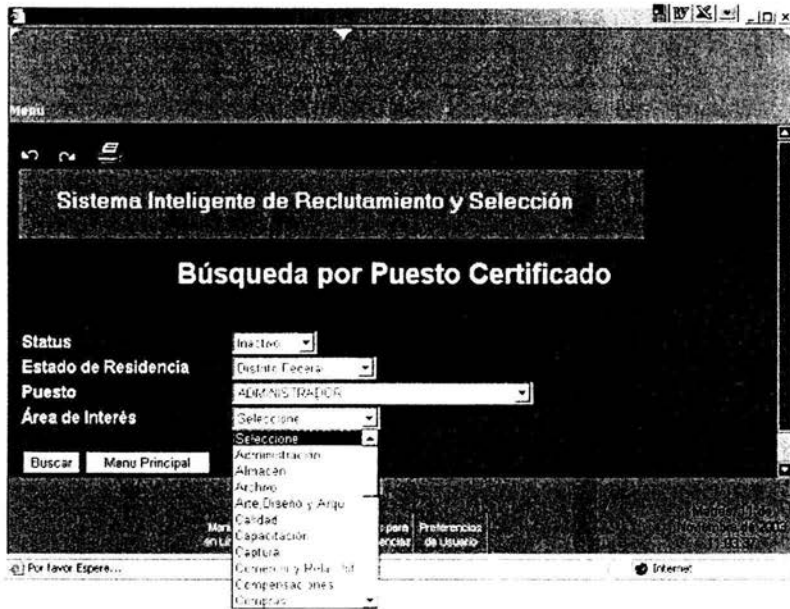 Menu
Sistema Inteligente de Reclutamiento y Selección
Búsqueda por Puesto Certificado
Status Inactivo
Estado de Residencia Distrito Federal
Puesto ADMINISTRADOR
Área de Interés Seleccione
Seleccione
Administración
Almacén
Archivo
Arte,Diseño y Arqu
Calidad
Capacitación
Captura
Compensaciones
Compras
Buscar Menu Principal
Preferencias
de Usuario
Por favor Espere...
Internet